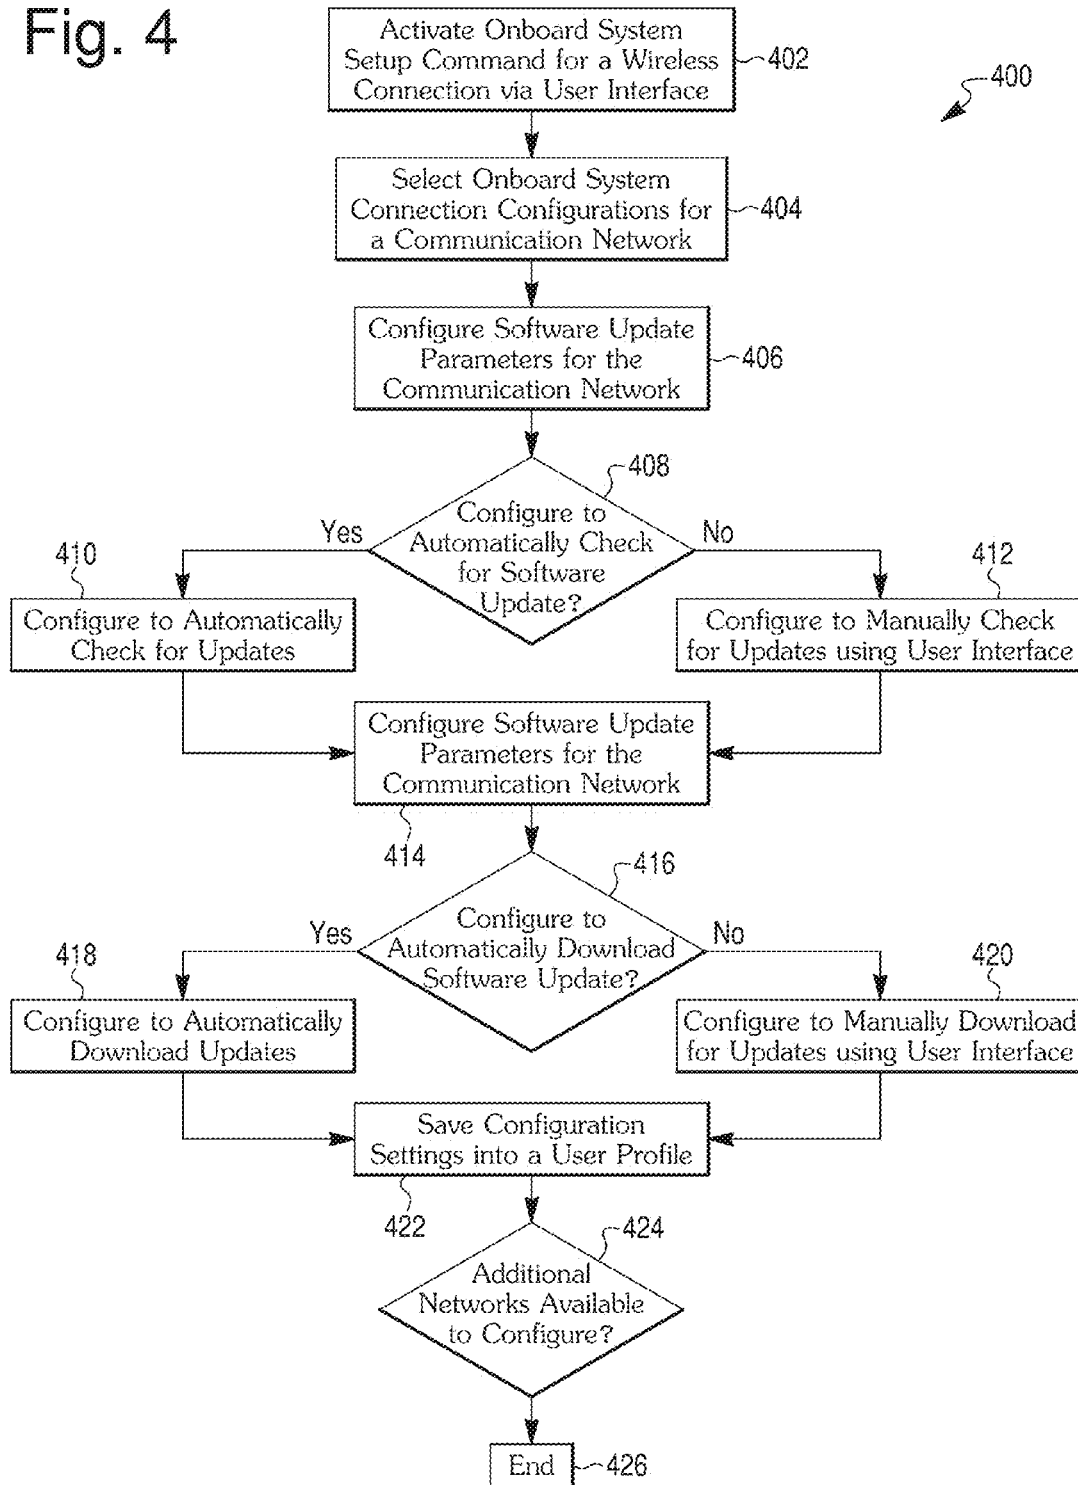 Fig. 4
Activate Onboard System
Setup Command for a Wireless
Connection via User Interface
402
400
Select Onboard System
Connection Configurations for
a Communication Network
404
Configure Software Update
Parameters for the
Communication Network
406
408
Configure to
Automatically Check
for Software
Update?
Yes
No
410
412
Configure to Automatically
Check for Updates
Configure to Manually Check
for Updates using User Interface
Configure Software Update
Parameters for the
Communication Network
414
416
Configure to
Automatically Download
Software Update?
Yes
No
418
420
Configure to Automatically
Download Updates
Configure to Manually Download
for Updates using User Interface
Save Configuration
Settings into a User Profile
422
424
Additional
Networks Available
to Configure?
End
426